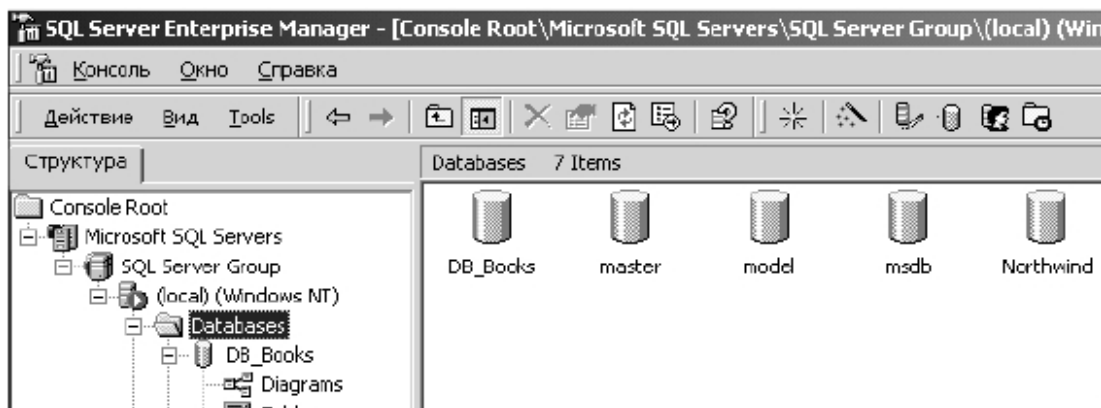 SQL Server Enterprise Manager - [Console Root\Microsoft SQL Servers\SQL Server Group\(local) (Win
Консоль Окно Справка
Действие Вид Tools
Структура
Databases 7 Items
Console Root
Microsoft SQL Servers
SQL Server Group
(local) (Windows NT)
Databases
DB_Books
Diagrams
DB_Books master model msdb Northwind